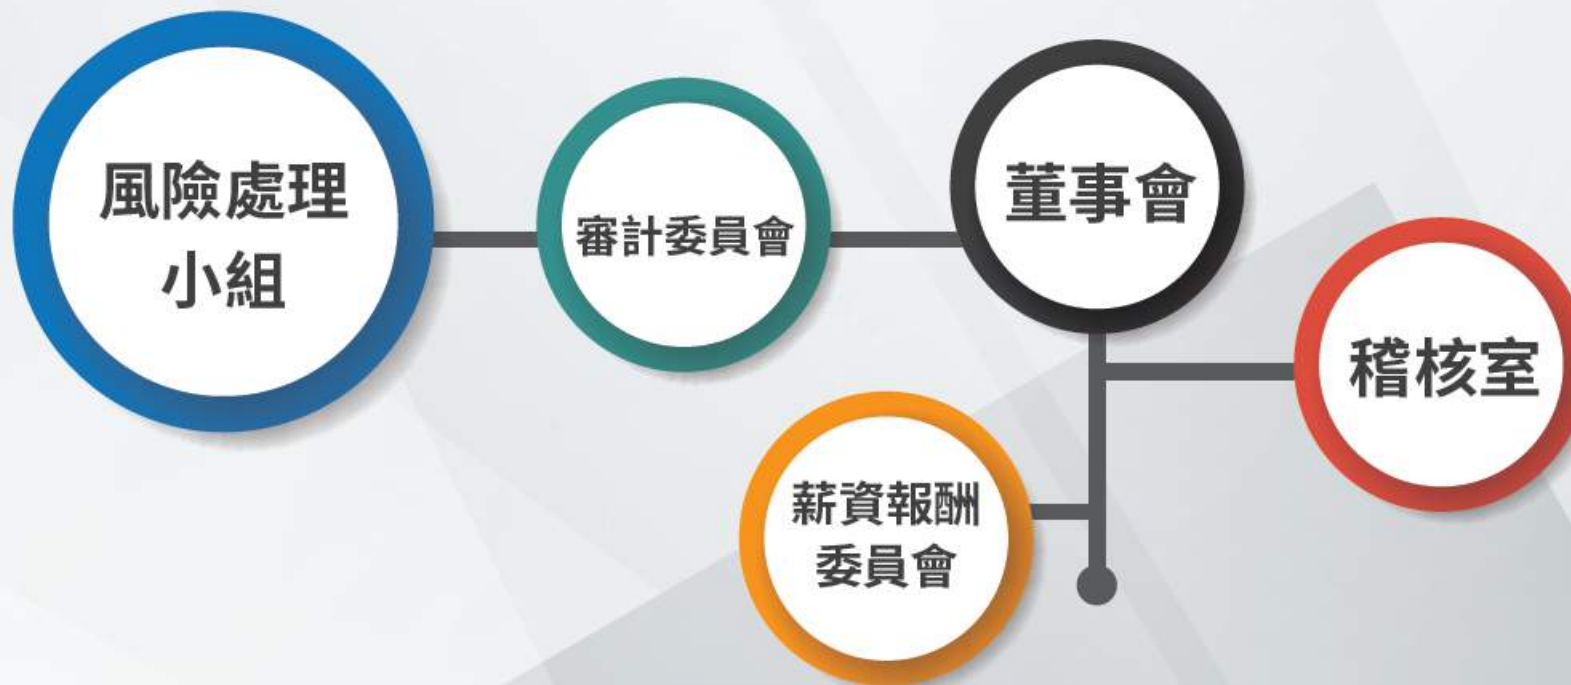 風險處理
小組
審計委員會
董事會
稽核室
薪資報酬
委員會